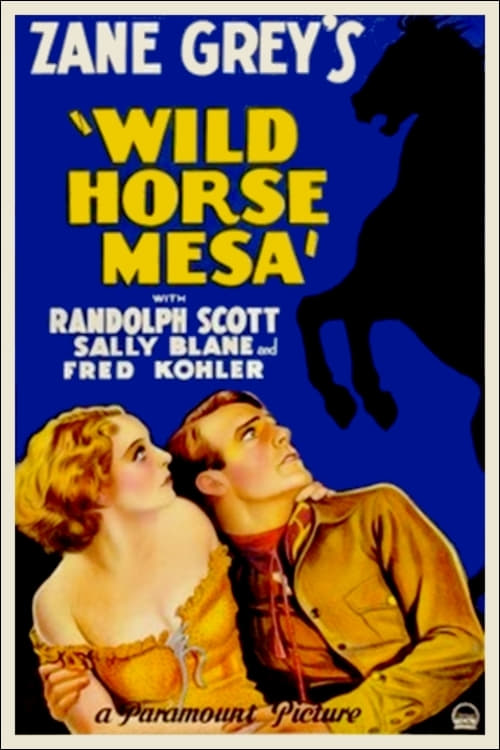 ZANE GREY'S
'WILD
HORSE
MESA'
WITH
RANDOLPH SCOTT
SALLY BLANE and
FRED KOHLER
a Paramount Picture